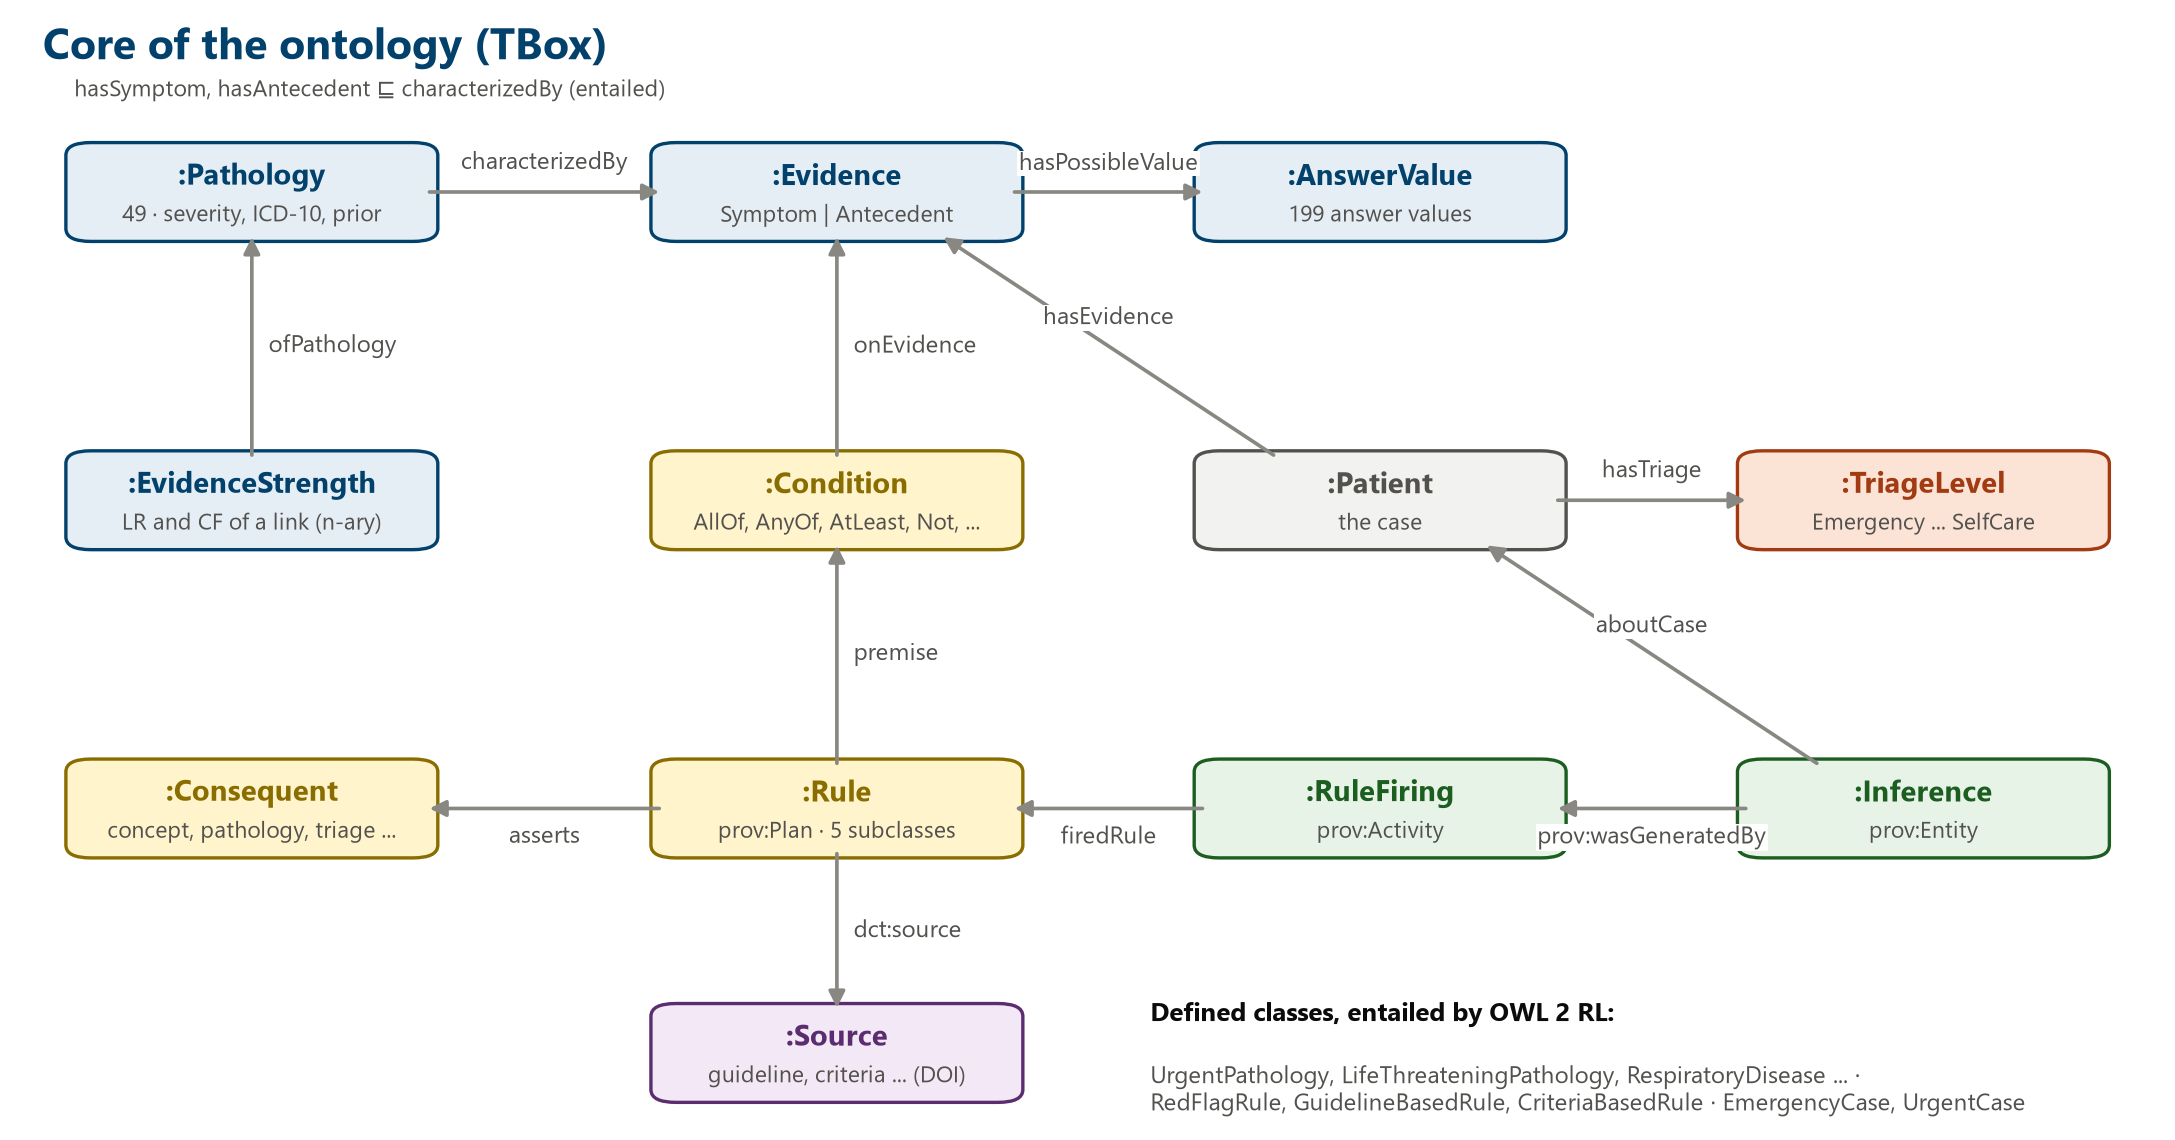 Core of the ontology (TBox)
hasSymptom, hasAntecedent ⊑ characterizedBy (entailed)
:Pathology
49 · severity, ICD-10, prior
characterizedBy
:Evidence
Symptom | Antecedent
hasPossibleValue
:AnswerValue
199 answer values
ofPathology
onEvidence
hasEvidence
:EvidenceStrength
LR and CF of a link (n-ary)
:Condition
AllOf, AnyOf, AtLeast, Not, ...
:Patient
the case
hasTriage
:TriageLevel
Emergency ... SelfCare
premise
aboutCase
:Consequent
concept, pathology, triage ...
asserts
:Rule
prov:Plan · 5 subclasses
firedRule
:RuleFiring
prov:Activity
prov:wasGeneratedBy
:Inference
prov:Entity
dct:source
:Source
guideline, criteria ... (DOI)
Defined classes, entailed by OWL 2 RL:
UrgentPathology, LifeThreateningPathology, RespiratoryDisease ... ·
RedFlagRule, GuidelineBasedRule, CriteriaBasedRule · EmergencyCase, UrgentCase